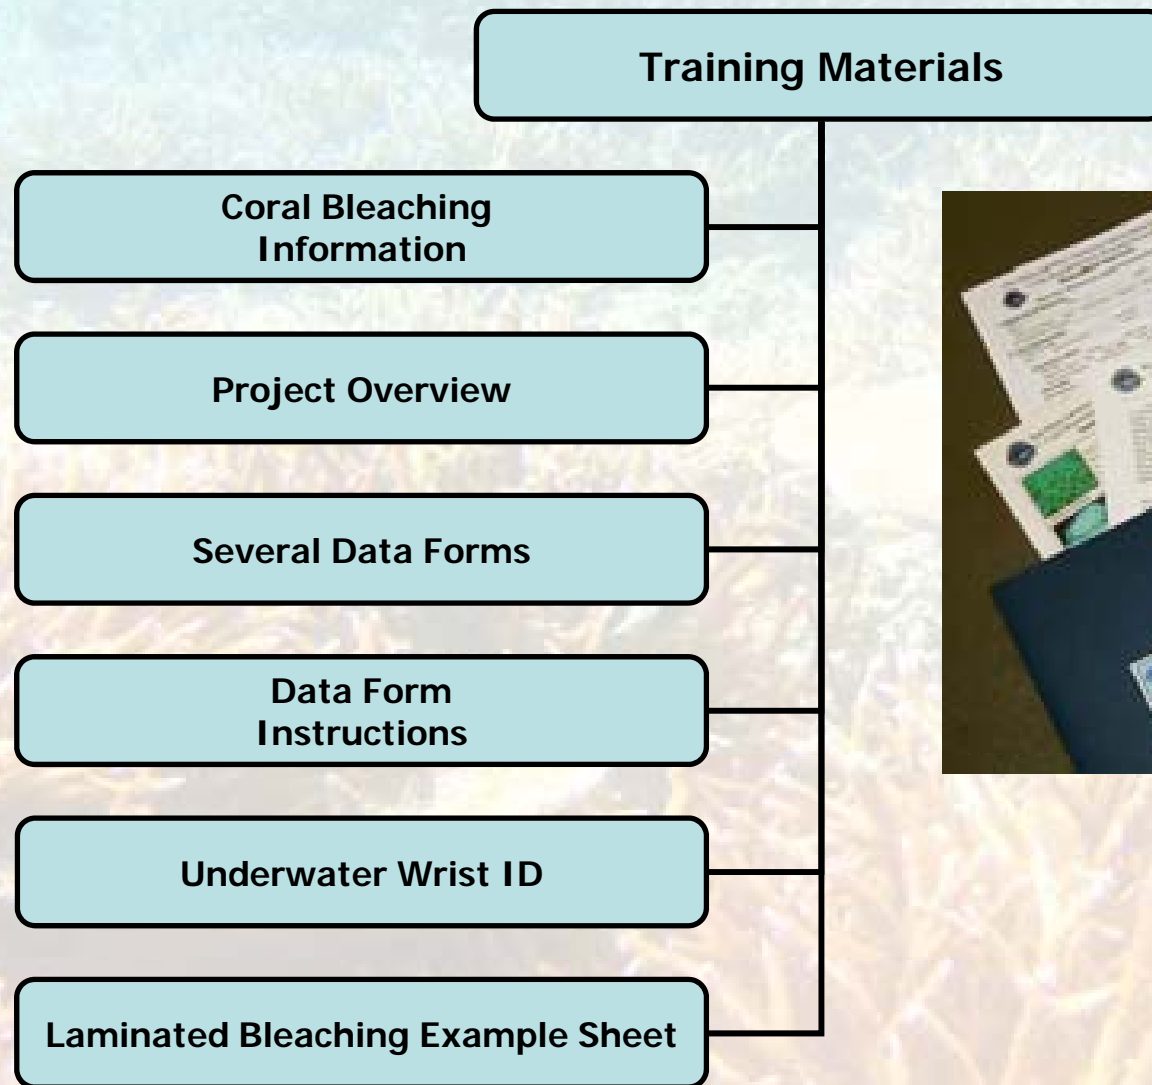 Training Materials
Coral Bleaching
Information
Project Overview
Several Data Forms
Data Form
Instructions
Underwater Wrist ID
Laminated Bleaching Example Sheet